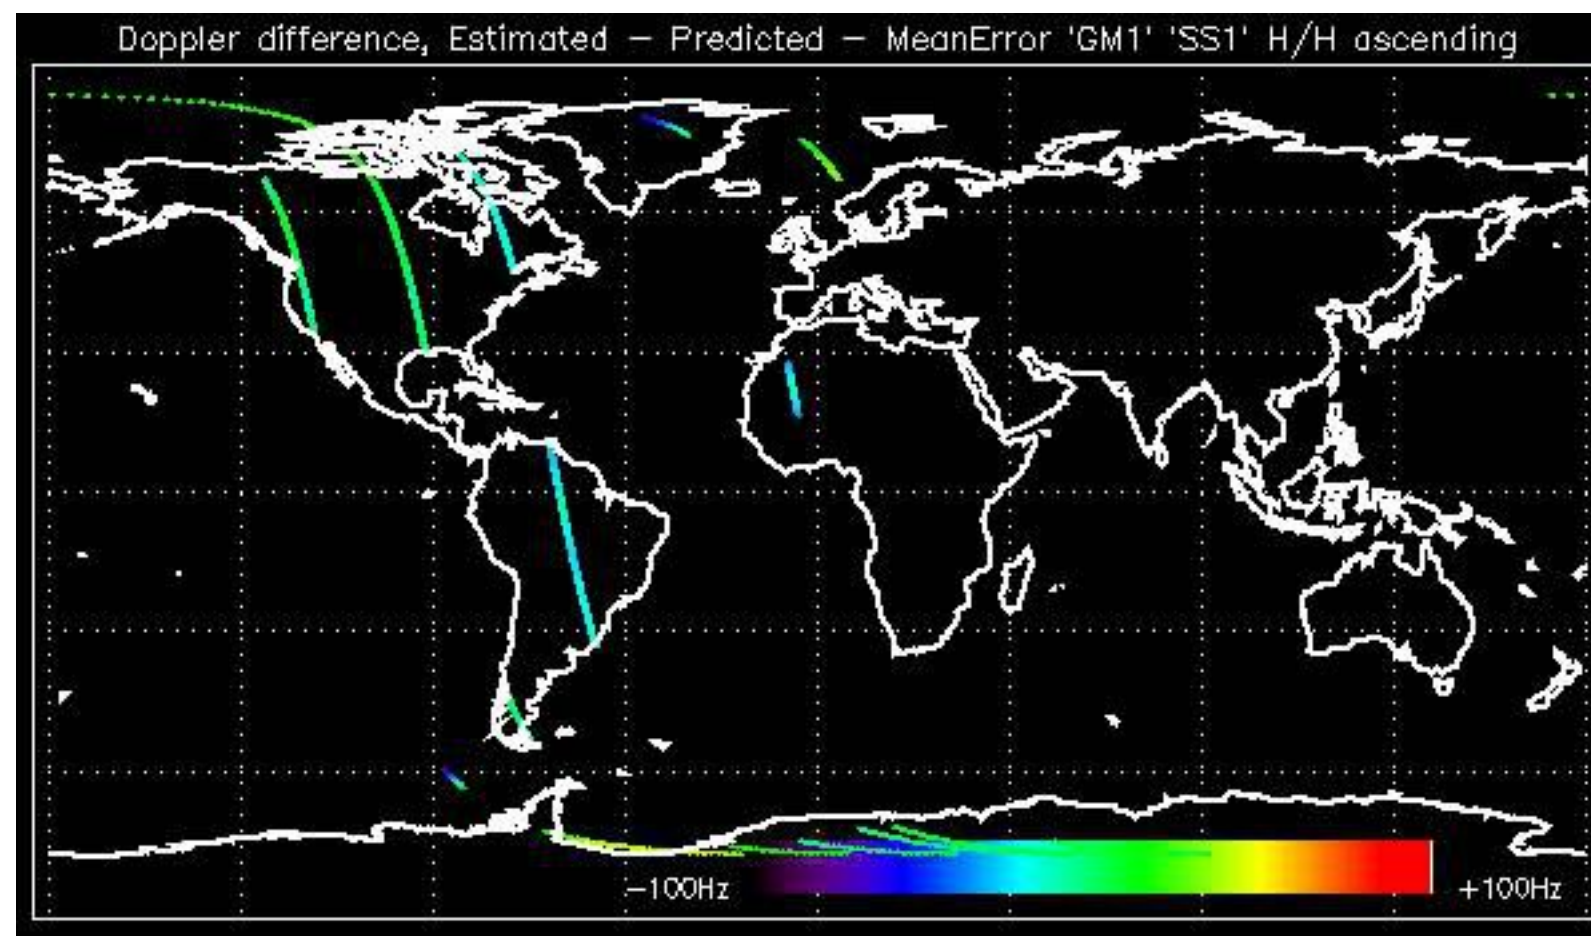 Doppler difference, Estimated – Predicted – MeanError 'GM1' 'SS1' H/H ascending
−100Hz
+100Hz